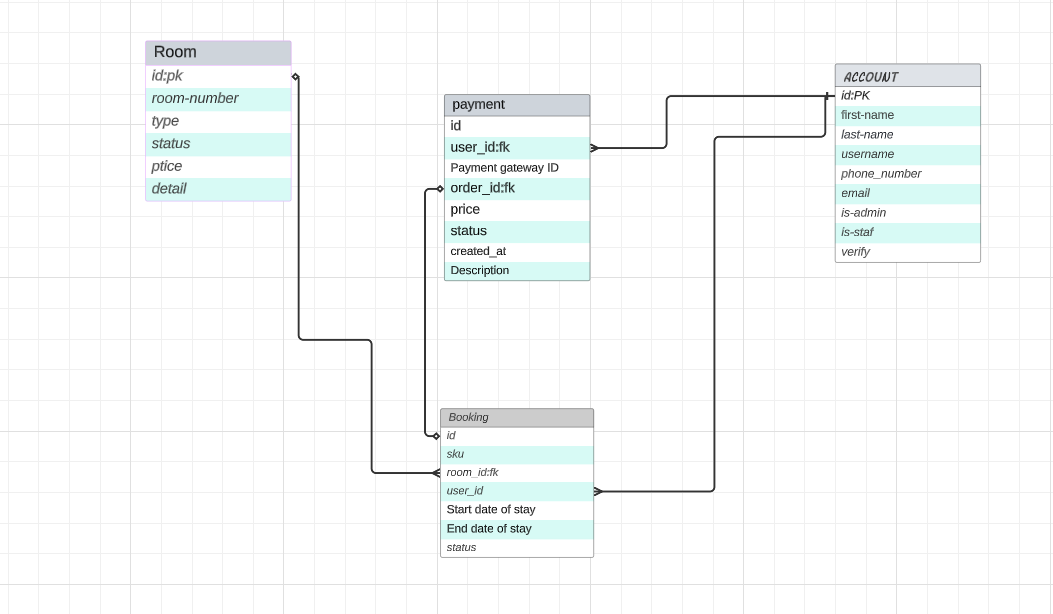 Room
id:pk
room-number
type
status
ptice
detail
payment
id
user_id:fk
Payment gateway ID
order_id:fk
price
status
created_at
Description
ACCOUNT
id:PK
first-name
last-name
username
phone_number
email
is-admin
is-staf
verify
Booking
id
sku
room_id:fk
user_id
Start date of stay
End date of stay
status